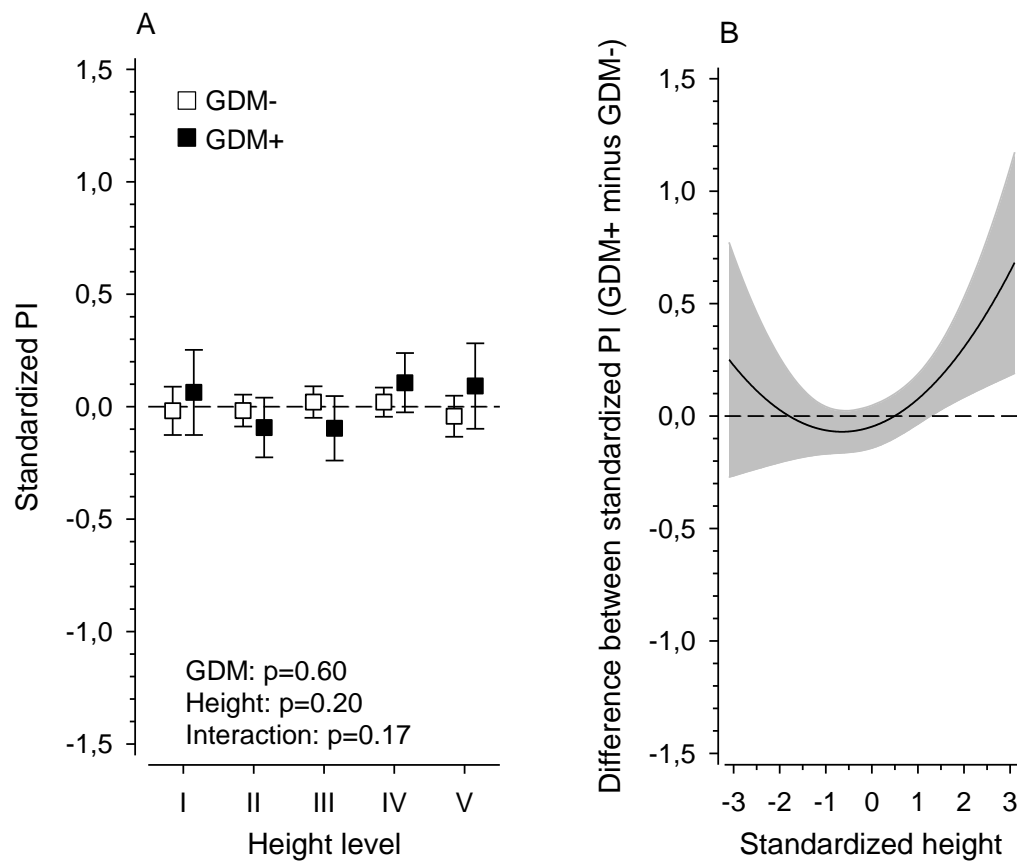 A
Standardized PI
1,5
1,0
0,5
0,0
-0,5
-1,0
-1,5
GDM-
GDM+
GDM: p=0.60
Height: p=0.20
Interaction: p=0.17
I II III IV V
Height level
B
Difference between standardized PI (GDM+ minus GDM-)
1,5
1,0
0,5
0,0
-0,5
-1,0
-1,5
-3 -2 -1 0 1 2 3
Standardized height